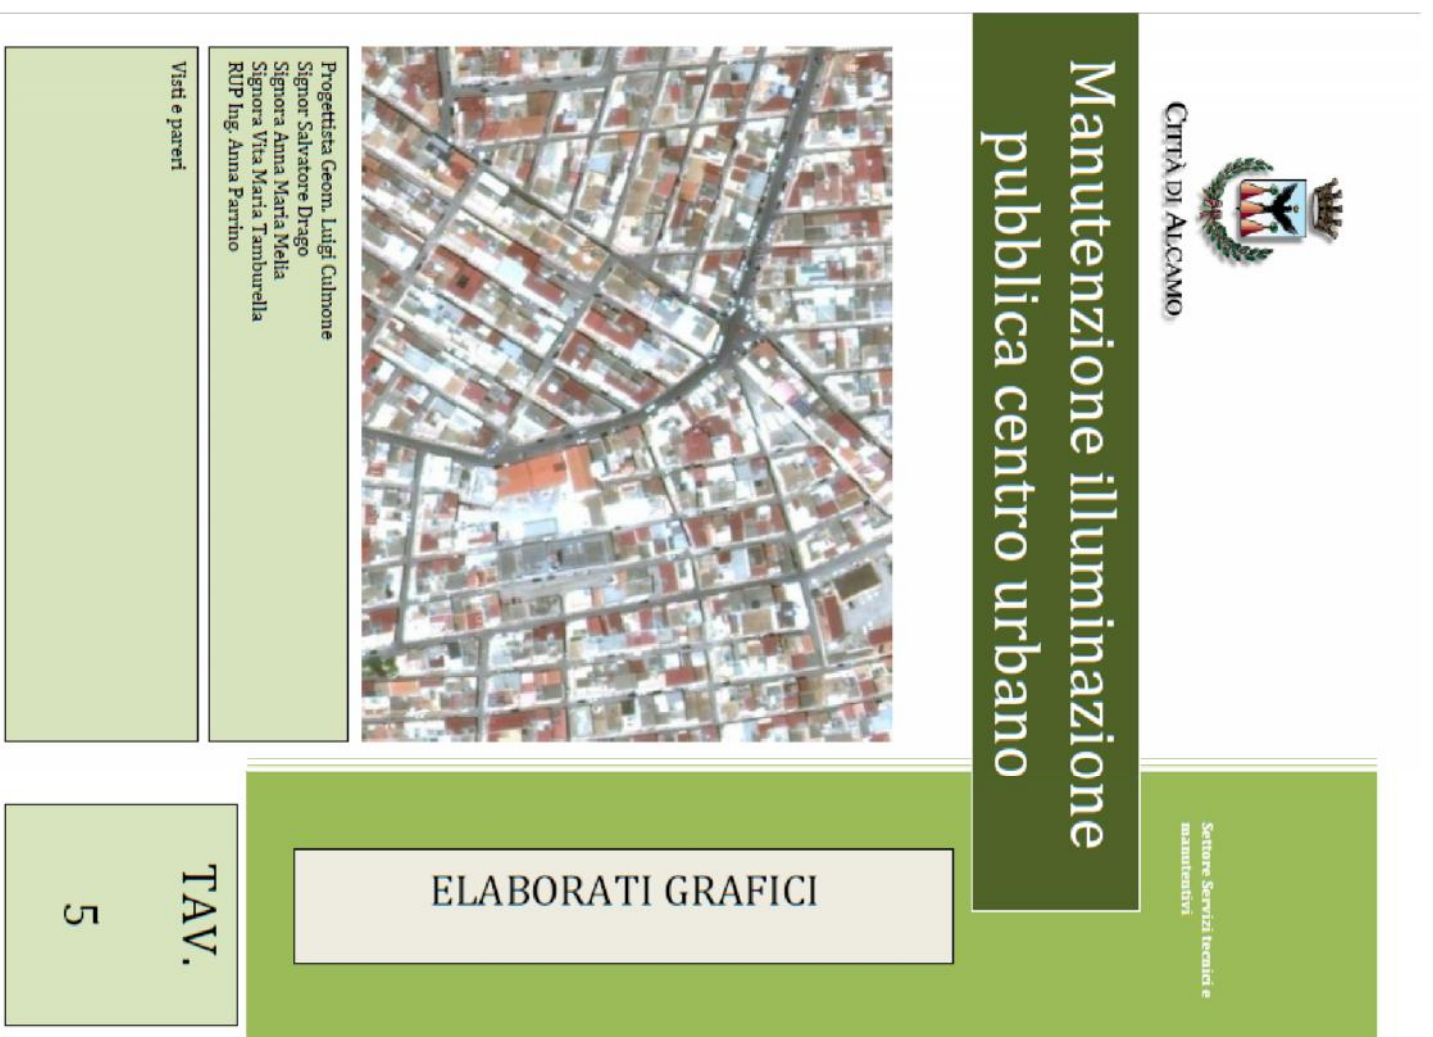 CITTÀ DI ALCAMO
Settore Servizi tecnici e
manutentivi
Manutenzione illuminazione
pubblica centro urbano
ELABORATI GRAFICI
Progettista Geom. Luigi Culmone
Signor Salvatore Drago
Signora Anna Maria Melia
Signora Vita Maria Tamburella
RUP Ing. Anna Parrino
Visti e pareri
TAV.
5